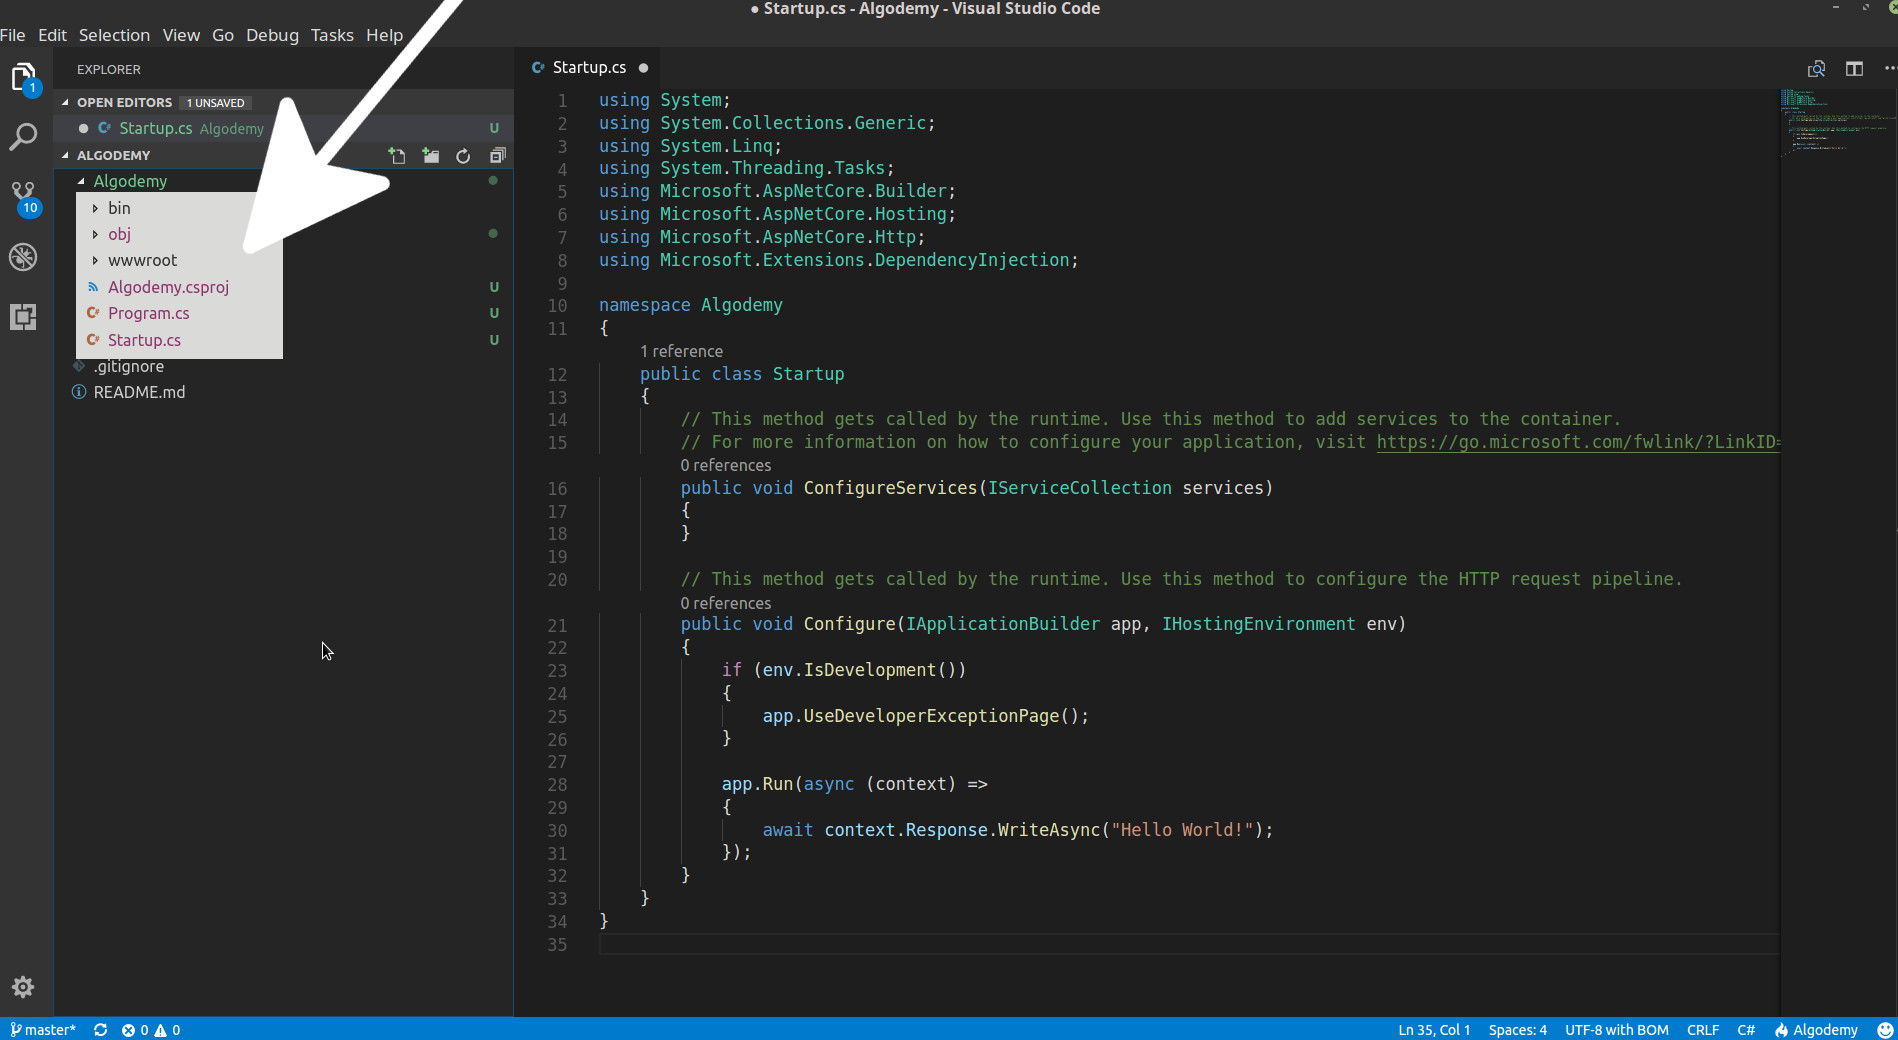 ● Startup.cs - Algodemy - Visual Studio Code
File Edit Selection View Go Debug Tasks Help
EXPLORER
OPEN EDITORS 1 UNSAVED
Startup.cs Algodemy U
ALGODEMY
Algodemy
bin
obj
wwwroot
Algodemy.csproj U
Program.cs U
Startup.cs U
.gitignore
README.md
1
10
Startup.cs
1 using System;
2 using System.Collections.Generic;
3 using System.Linq;
4 using System.Threading.Tasks;
5 using Microsoft.AspNetCore.Builder;
6 using Microsoft.AspNetCore.Hosting;
7 using Microsoft.AspNetCore.Http;
8 using Microsoft.Extensions.DependencyInjection;
9
10 namespace Algodemy
11 {
1 reference
12 public class Startup
13 {
14 // This method gets called by the runtime. Use this method to add services to the container.
15 // For more information on how to configure your application, visit https://go.microsoft.com/fwlink/?LinkID=
0 references
16 public void ConfigureServices(IServiceCollection services)
17 {
18 }
19
20 // This method gets called by the runtime. Use this method to configure the HTTP request pipeline.
0 references
21 public void Configure(IApplicationBuilder app, IHostingEnvironment env)
22 {
23 if (env.IsDevelopment())
24 {
25 app.UseDeveloperExceptionPage();
26 }
27
28 app.Run(async (context) =>
29 {
30 await context.Response.WriteAsync("Hello World!");
31 });
32 }
33 }
34 }
35
master* 0 0 Ln 35, Col 1 Spaces: 4 UTF-8 with BOM CRLF C# Algodemy